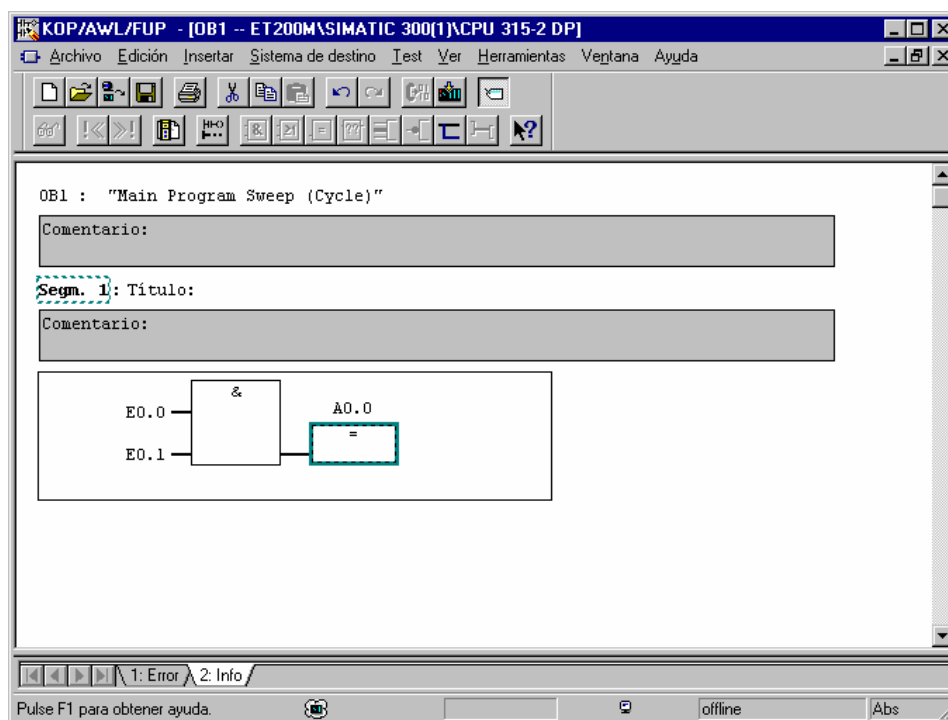 KOP/AWL/FUP - [OB1 -- ET200M\SIMATIC 300(1)\CPU 315-2 DP]
Archivo Edición Insertar Sistema de destino Test Ver Herramientas Ventana Ayuda
OB1 : "Main Program Sweep (Cycle)"
Comentario:
Segm. 1: Título:
Comentario:
&
E0.0
A0.0
=
E0.1
1: Error 2: Info
Pulse F1 para obtener ayuda. offline Abs